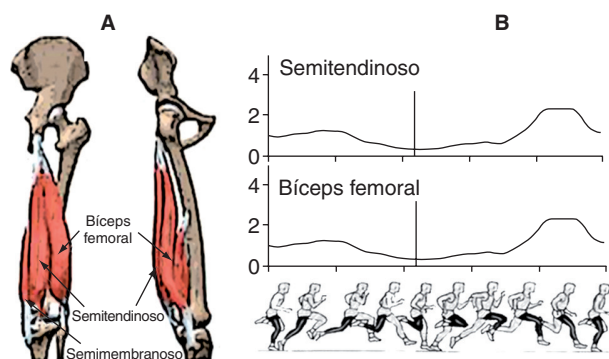 A
Bíceps
femoral
Semitendinoso
Semimembranoso
B
4
Semitendinoso
2
0
4
Bíceps femoral
2
0